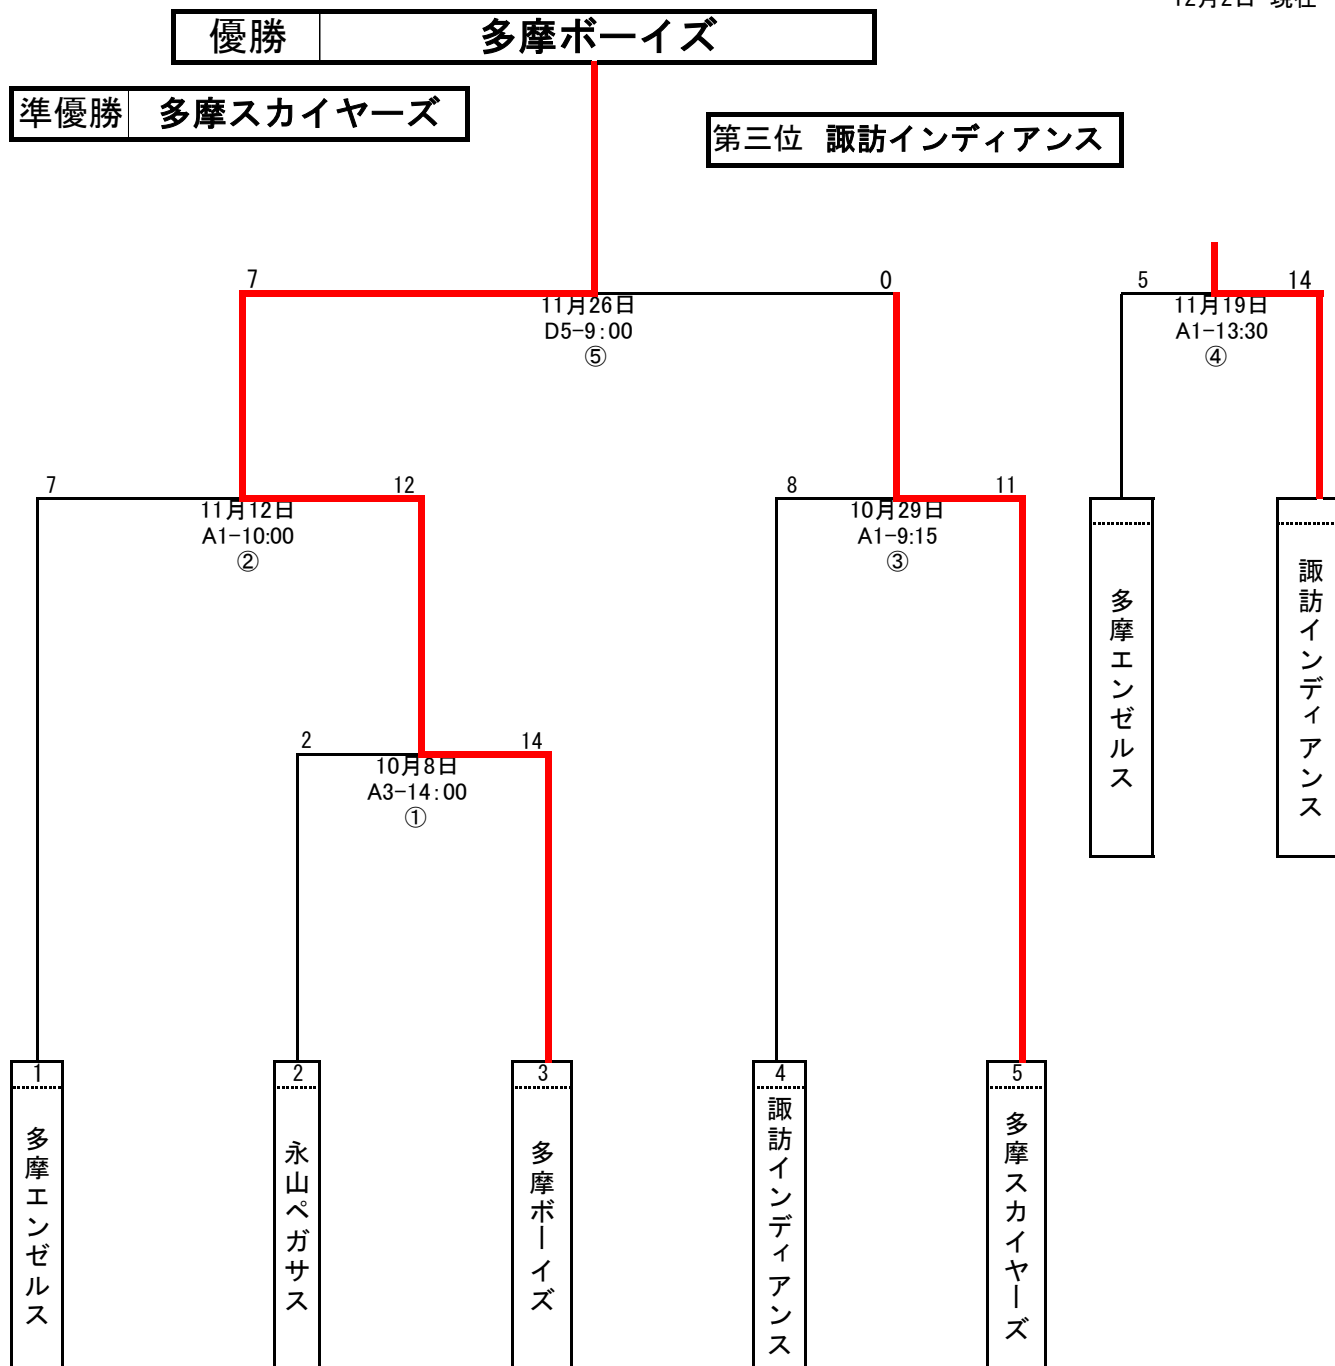 12月2日 現在
優勝 多摩ボーイズ
準優勝 多摩スカイヤーズ
第三位 諏訪インディアンス
7 0
11月26日
D5-9:00
⑤
5 14
11月19日
A1-13:30
④
7 12
11月12日
A1-10:00
②
8 11
10月29日
A1-9:15
③
多摩エンゼルス
諏訪インディアンス
2 14
10月8日
A3-14:00
①
1
多摩エンゼルス
2
永山ペガサス
3
多摩ボーイズ
4
諏訪インディアンス
5
多摩スカイヤーズ